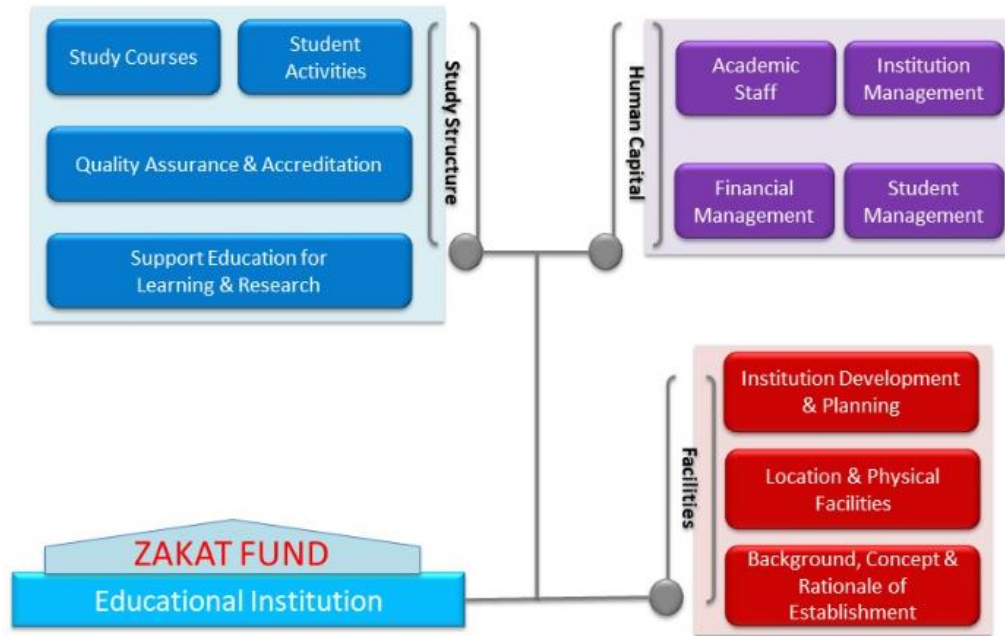 Study Courses
Student
Activities
Quality Assurance & Accreditation
Support Education for
Learning & Research
Study Structure
Human Capital
Academic
Staff
Institution
Management
Financial
Management
Student
Management
Facilities
Institution Development
& Planning
Location & Physical
Facilities
Background, Concept &
Rationale of
Establishment
ZAKAT FUND
Educational Institution